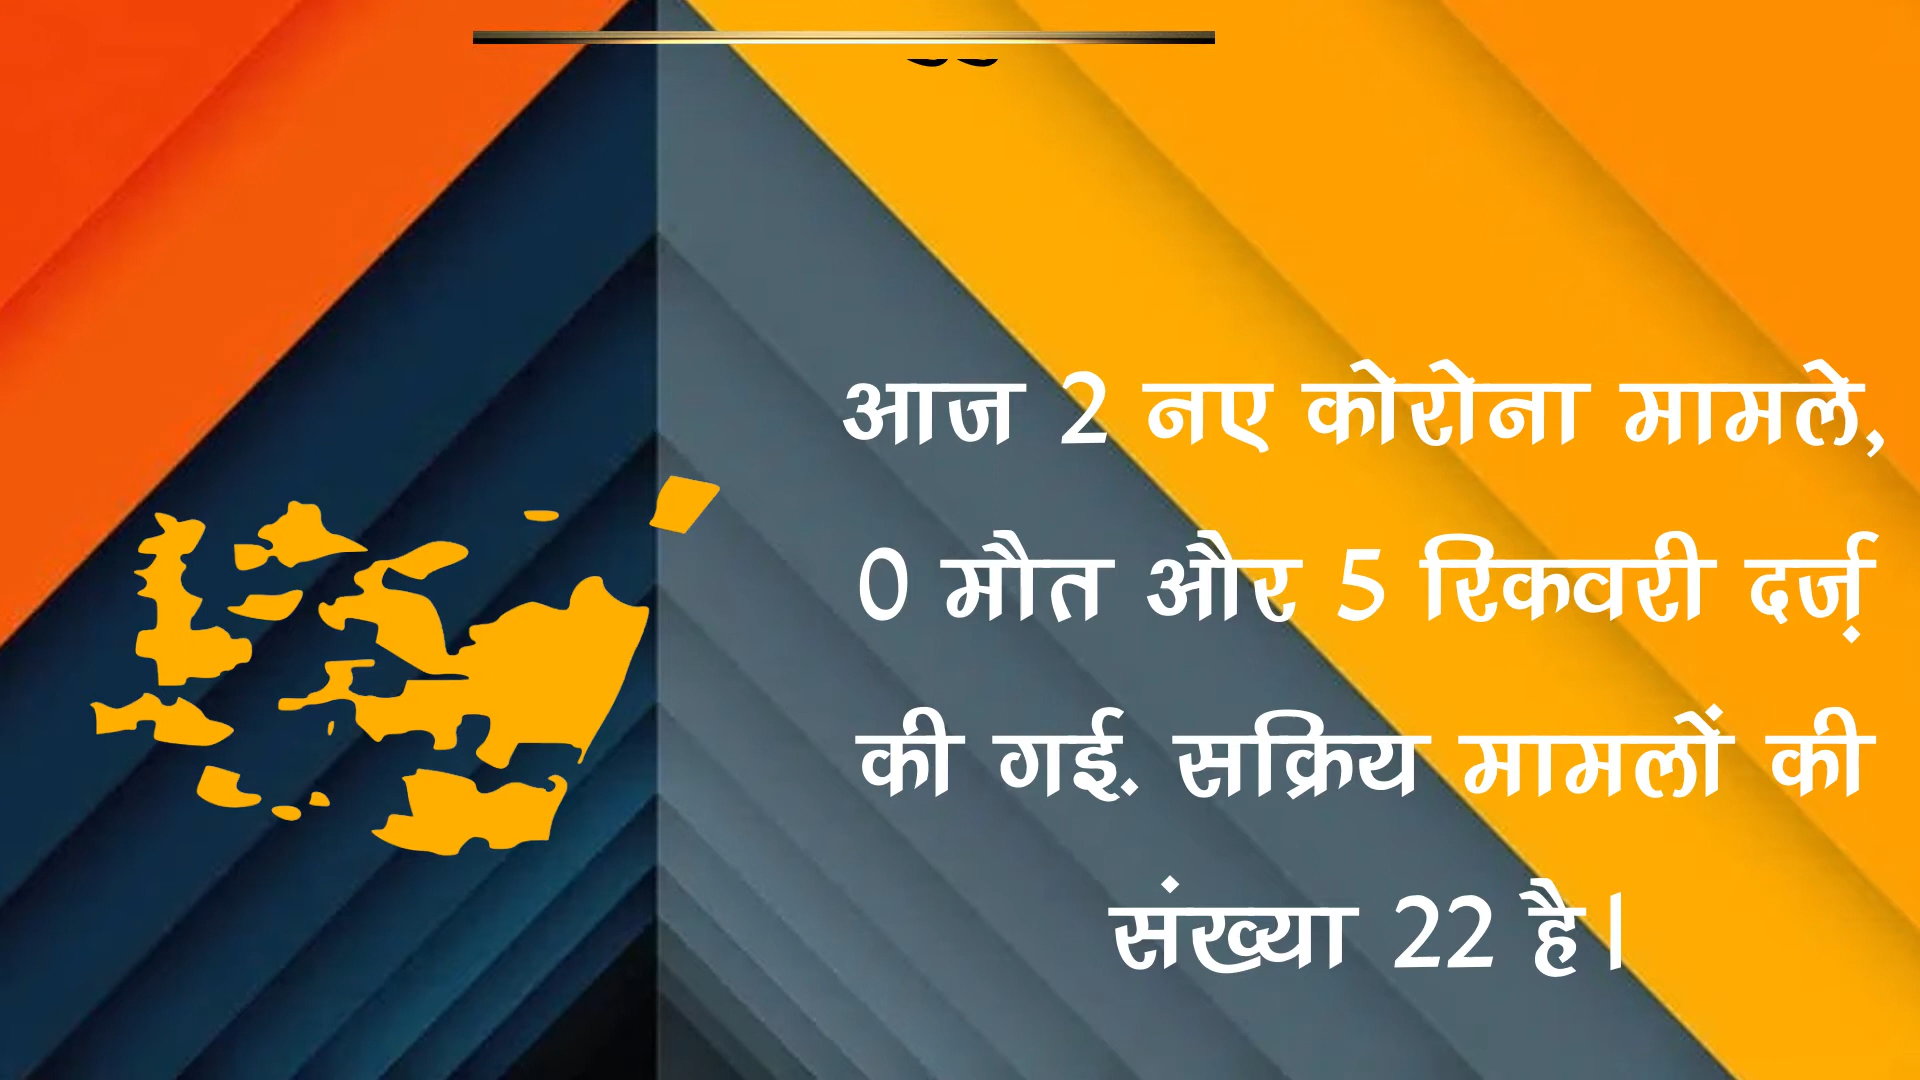 आज 2 नए कोरोना मामले,
0 मौत और 5 रिकवरी दर्ज़
की गई. सक्रिय मामलों की
संख्या 22 है।